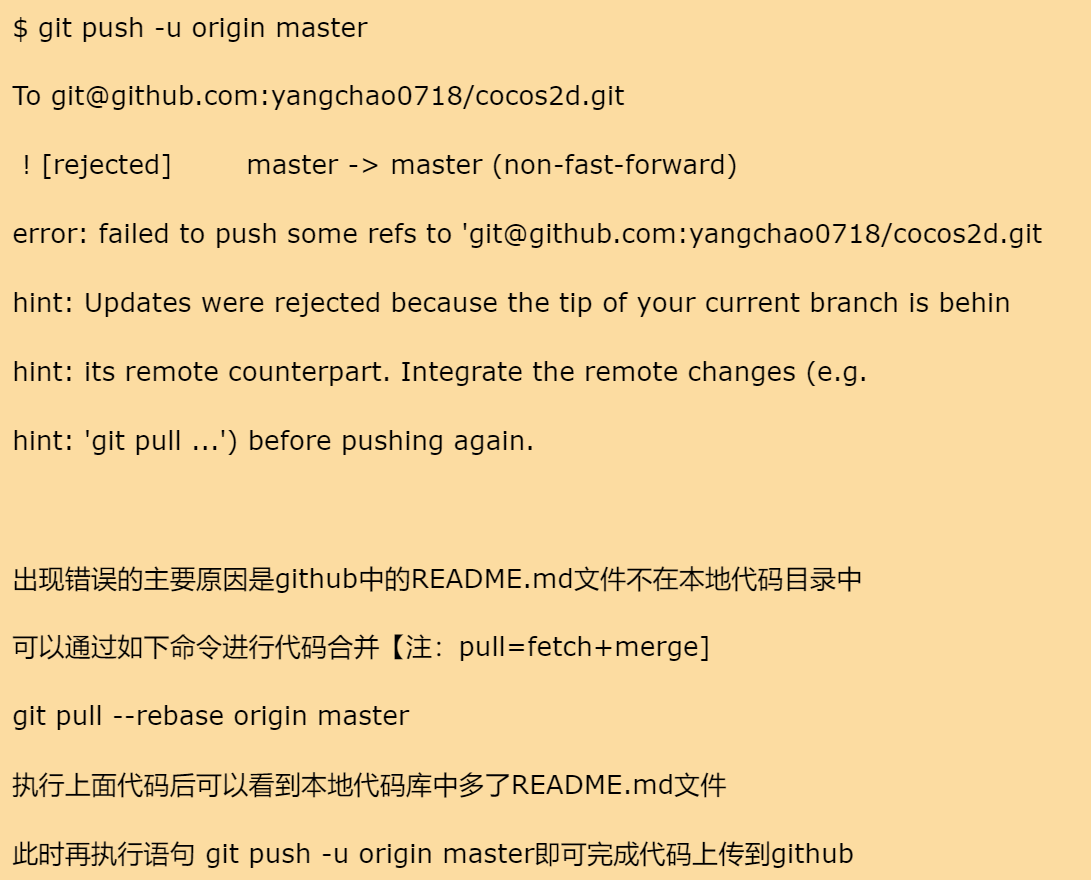 $ git push -u origin master
To git@github.com:yangchao0718/cocos2d.git
! [rejected] master -> master (non-fast-forward)
error: failed to push some refs to 'git@github.com:yangchao0718/cocos2d.git
hint: Updates were rejected because the tip of your current branch is behin
hint: its remote counterpart. Integrate the remote changes (e.g.
hint: 'git pull ...') before pushing again.
出现错误的主要原因是github中的README.md文件不在本地代码目录中
可以通过如下命令进行代码合并【注：pull=fetch+merge]
git pull --rebase origin master
执行上面代码后可以看到本地代码库中多了README.md文件
此时再执行语句 git push -u origin master即可完成代码上传到github